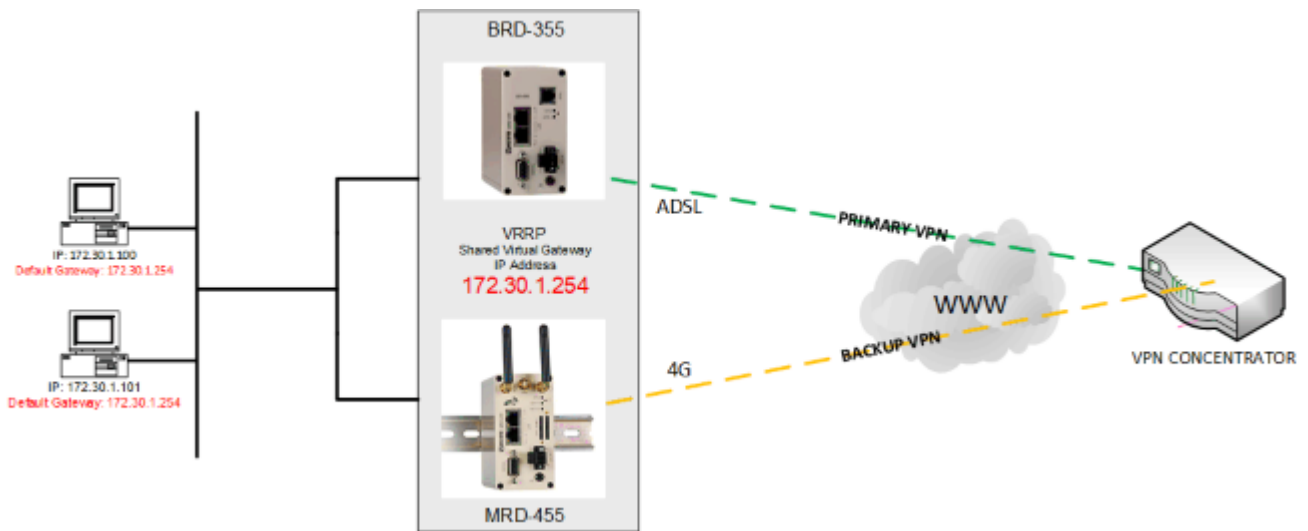 BRD-355
IP: 172.30.1.100
Default Gateway: 172.30.1.254
IP: 172.30.1.101
Default Gateway: 172.30.1.254
VRRP
Shared Virtual Gateway
IP Address
172.30.1.254
MRD-455
ADSL
PRIMARY VPN
WWW
BACKUP VPN
4G
VPN CONCENTRATOR